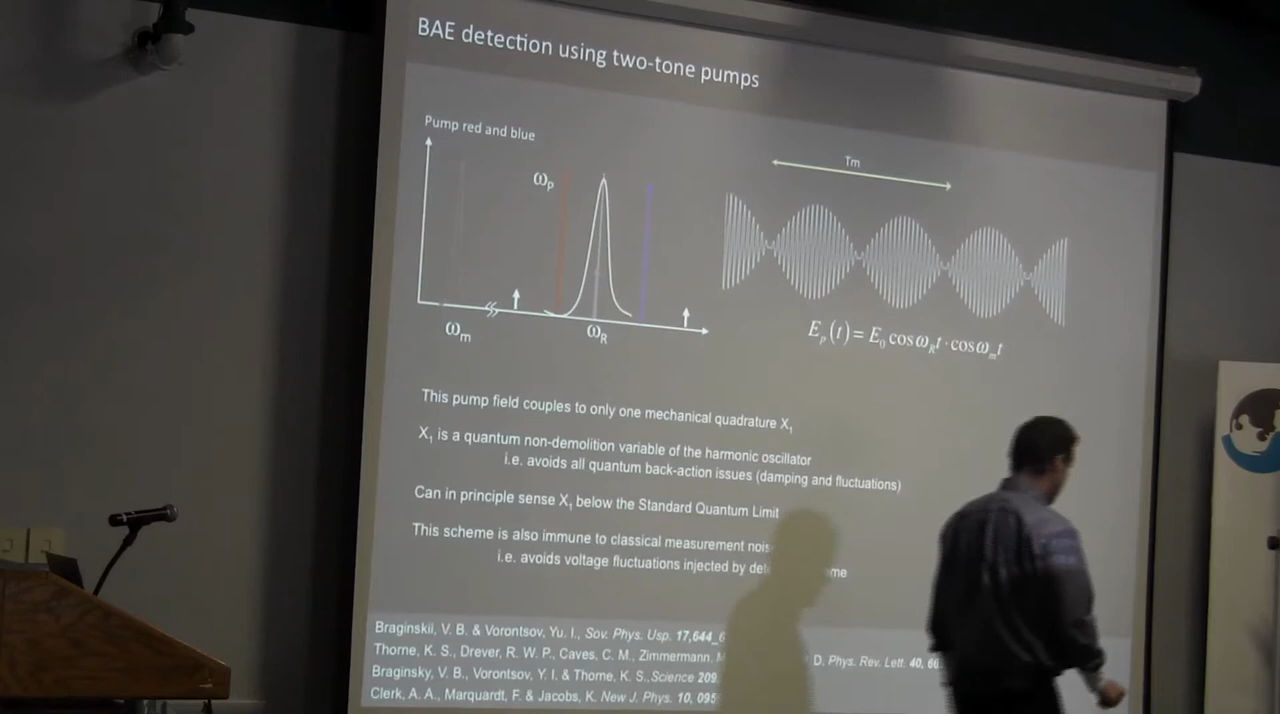 BAE detection using two-tone pumps
Pump red and blue
ωp
Tm
ωm
ωR
Ep(t) = E0 cos ωRt · cos ωmt
This pump field couples to only one mechanical quadrature X1
X1 is a quantum non-demolition variable of the harmonic oscillator
i.e. avoids all quantum back-action issues (damping and fluctuations)
Can in principle sense X1 below the Standard Quantum Limit
This scheme is also immune to classical measurement
i.e. avoids voltage fluctuations injected by
Braginskii, V. B. & Vorontsov, Yu. I., Sov. Phys. Usp. 17,644_
Thorne, K. S., Drever, R. W. P., Caves, C. M., Zimmermann, D. Phys. Rev. Lett. 40,
Braginsky, V. B., Vorontsov, Y. I. & Thorne, K. S., Science 209
Clerk, A. A., Marquardt, F. & Jacobs, K. New J. Phys. 10, 095